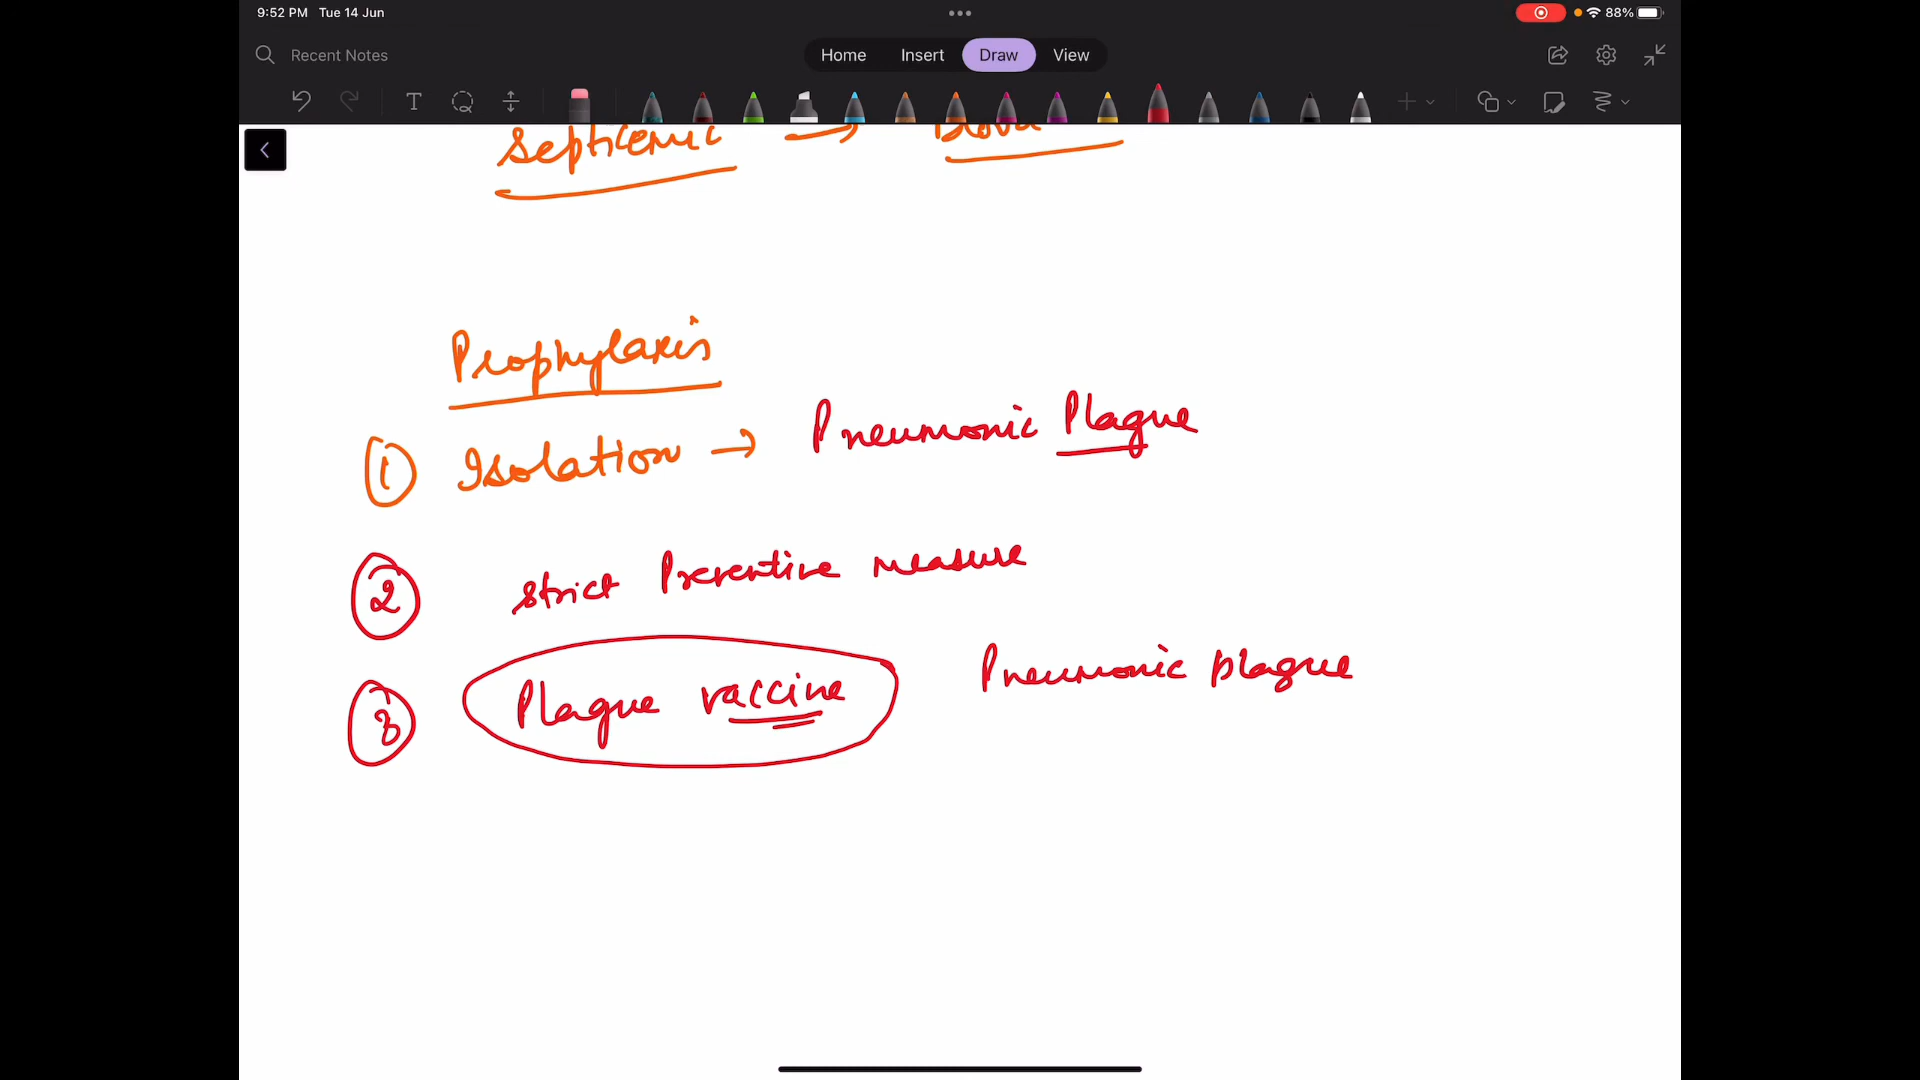 9:52 PM Tue 14 Jun
88%
Recent Notes
Home Insert Draw View
T
Septicemic → Blood
Prophylaxis
① Isolation → Pneumonic Plague
② strict Preventive measure
③ Plague vaccine Pneumonic plague